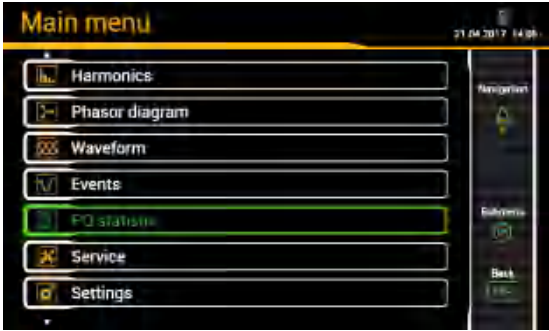 Main menu
21.04.2017 14:06
Harmonics
Navigation
Phasor diagram
Waveform
Events
PQ statistic
Submenu
Service
Back
Settings